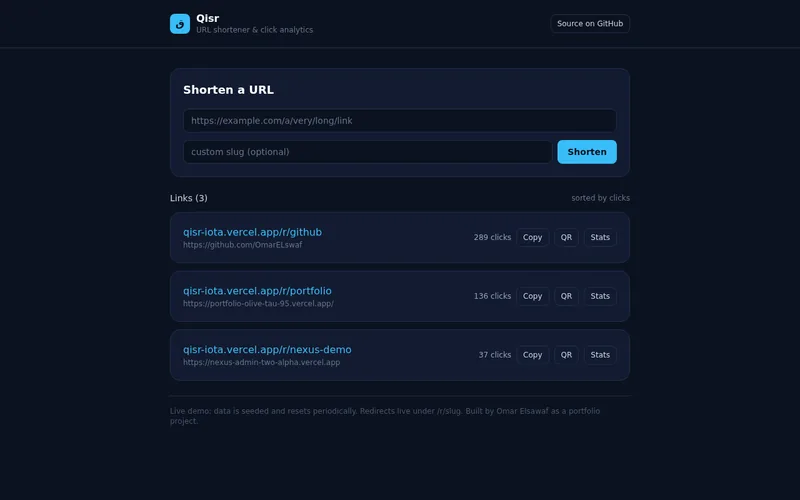 ق
Qisr
URL shortener & click analytics
Source on GitHub
Shorten a URL
https://example.com/a/very/long/link
custom slug (optional)
Shorten
Links (3)
sorted by clicks
qisr-iota.vercel.app/r/github
https://github.com/OmarELswaf
289 clicks
Copy
QR
Stats
qisr-iota.vercel.app/r/portfolio
https://portfolio-olive-tau-95.vercel.app/
136 clicks
Copy
QR
Stats
qisr-iota.vercel.app/r/nexus-demo
https://nexus-admin-two-alpha.vercel.app
37 clicks
Copy
QR
Stats
Live demo: data is seeded and resets periodically. Redirects live under /r/slug. Built by Omar Elsawaf as a portfolio
project.